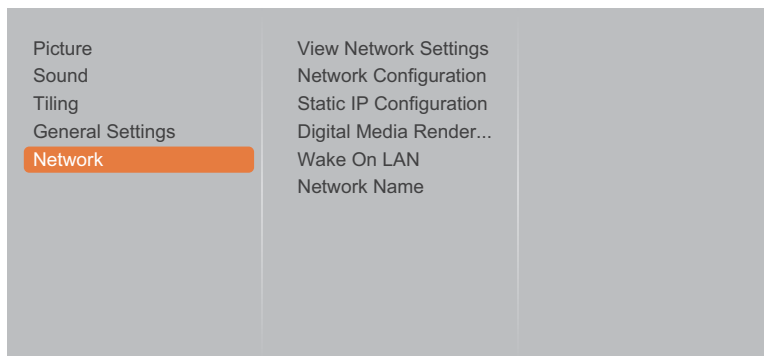 Picture
Sound
Tiling
General Settings
Network
View Network Settings
Network Configuration
Static IP Configuration
Digital Media Render...
Wake On LAN
Network Name